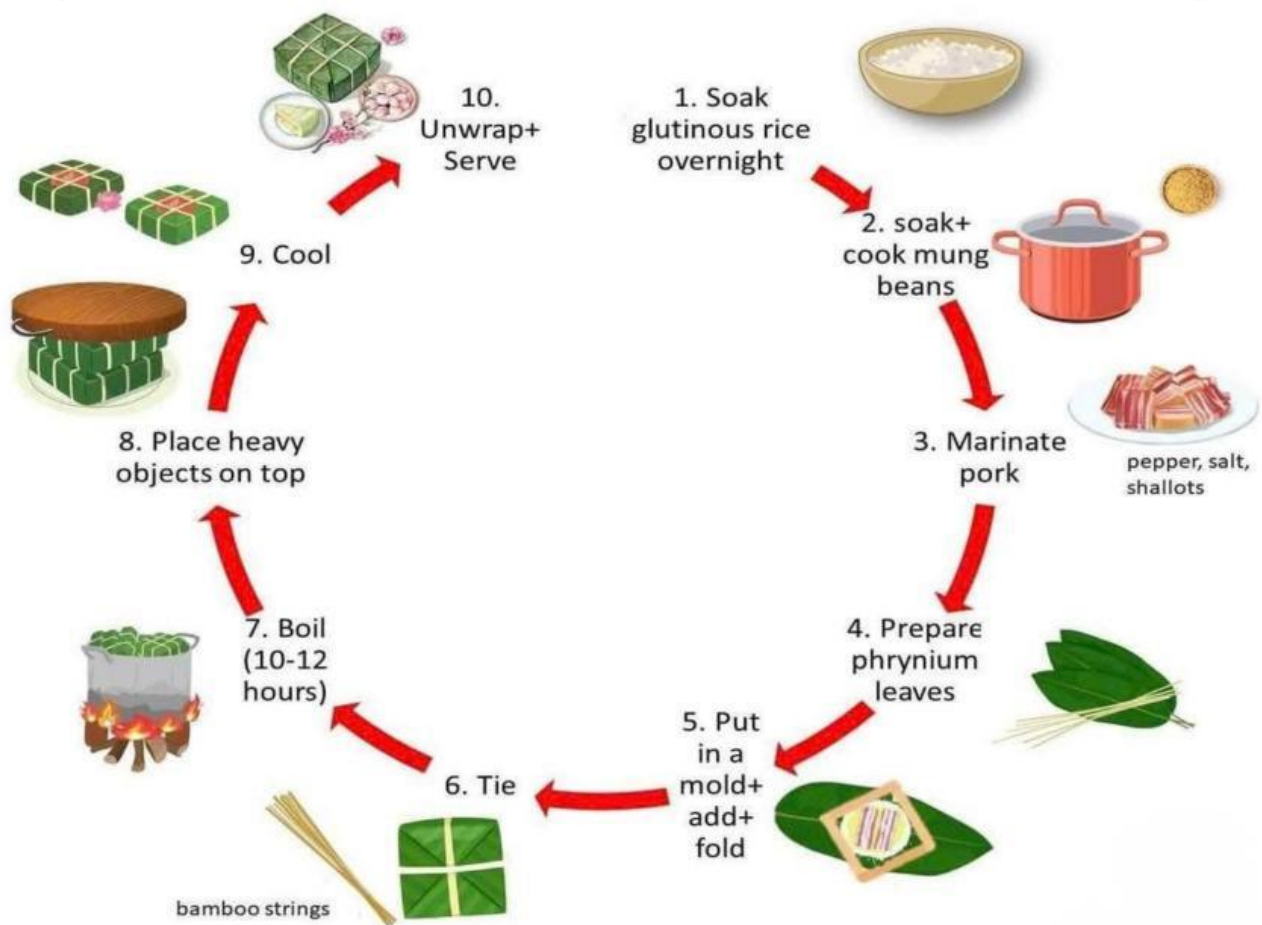 1. Soak
glutinous rice
overnight
2. soak+
cook mung
beans
3. Marinate
pork
pepper, salt,
shallots
4. Prepare
phrynium
leaves
5. Put
in a
mold+
add+
fold
6. Tie
bamboo strings
7. Boil
(10-12
hours)
8. Place heavy
objects on top
9. Cool
10.
Unwrap+
Serve